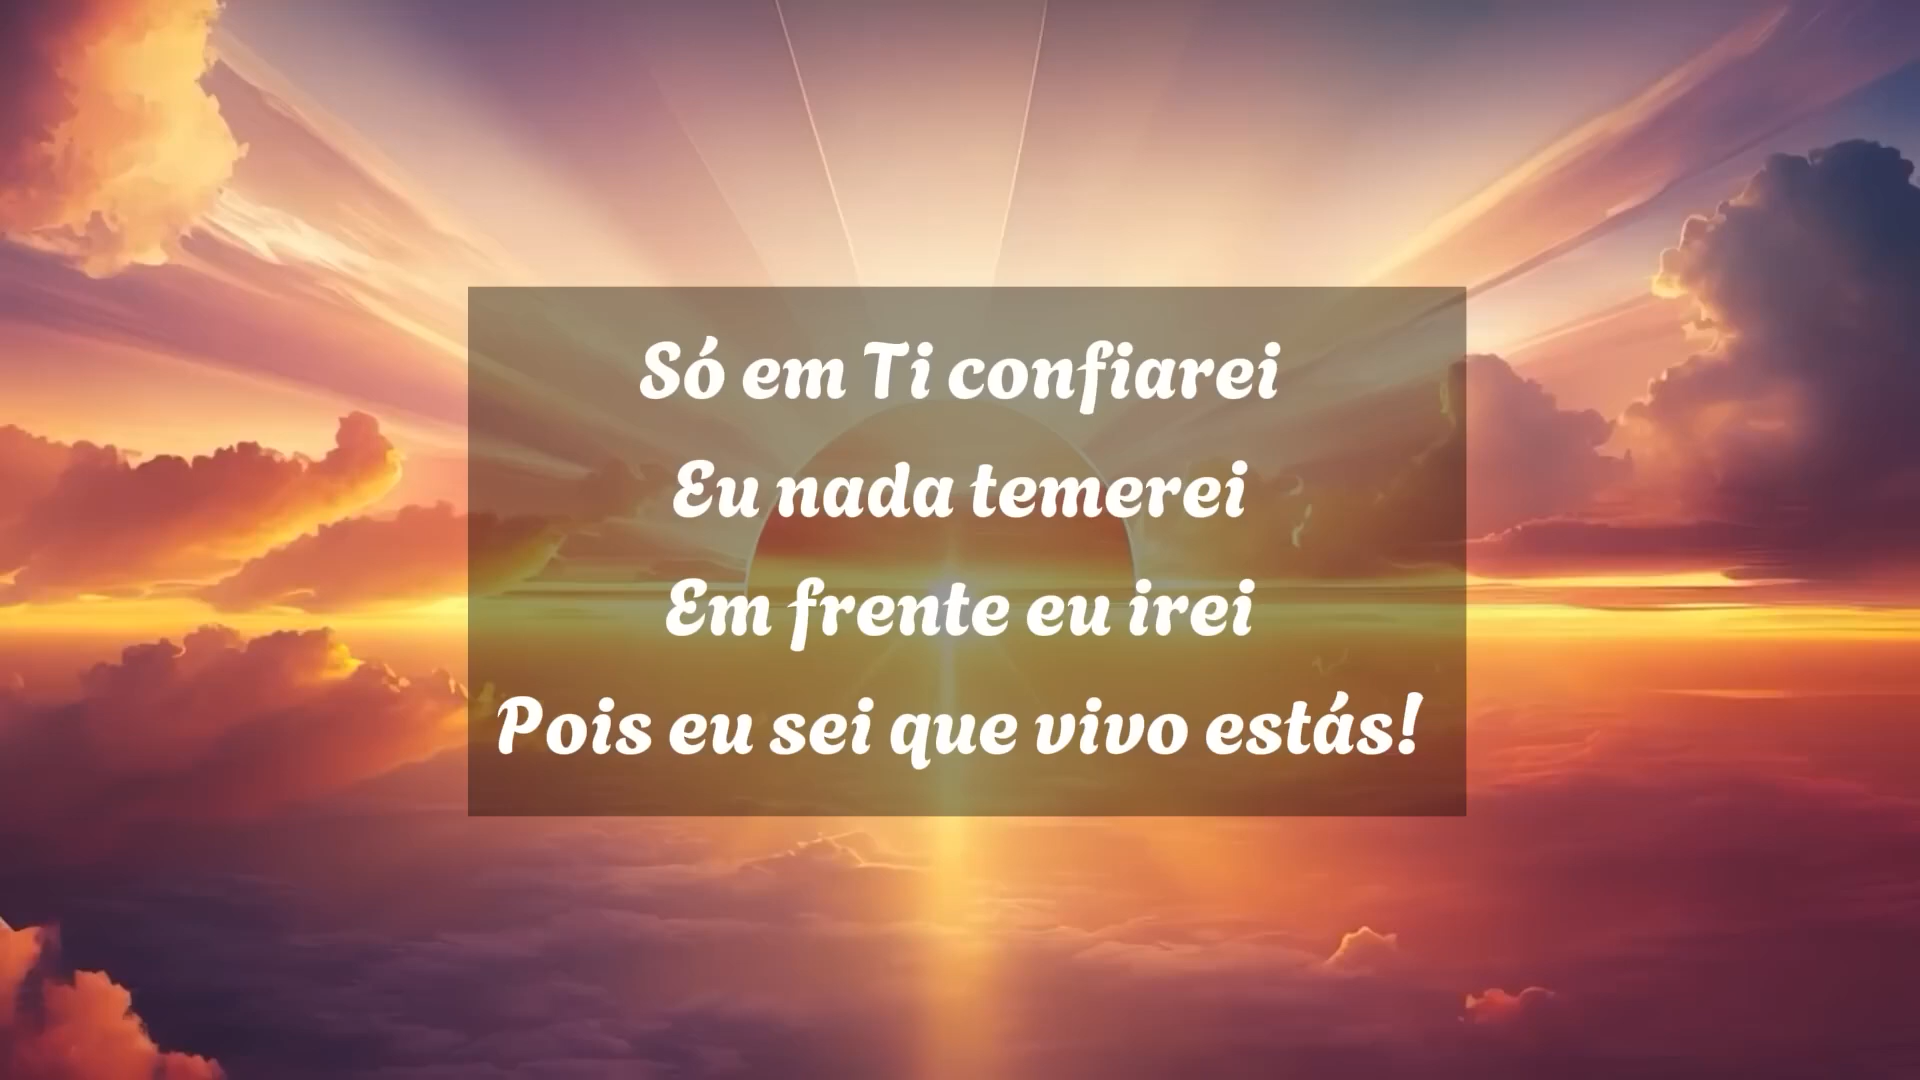 Só em Ti confiarei
Eu nada temerei
Em frente eu irei
Pois eu sei que vivo estás!